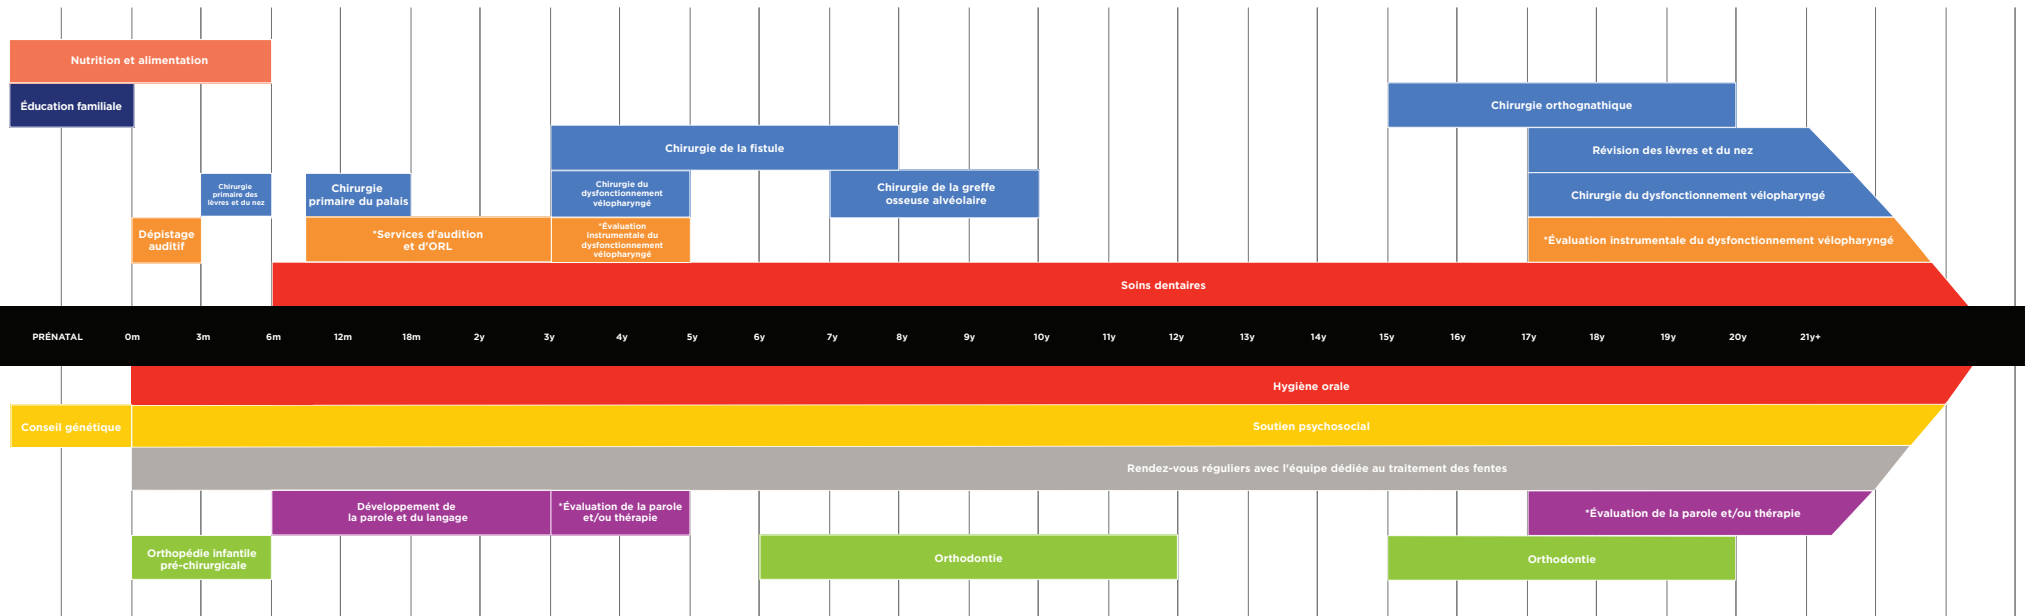 Nutrition et alimentation
Éducation familiale
Chirurgie orthognathique
Chirurgie de la fistule
Révision des lèvres et du nez
Chirurgie
primaire des
lèvres et du nez
Chirurgie
primaire du palais
Chirurgie du
dysfonctionnement
vélopharyngé
Chirurgie de la greffe
osseuse alvéolaire
Chirurgie du dysfonctionnement vélopharyngé
Dépistage
auditif
*Services d'audition
et d'ORL
*Évaluation
instrumentale du
dysfonctionnement
vélopharyngé
*Évaluation instrumentale du dysfonctionnement vélopharyngé
Soins dentaires
PRÉNATAL 0m 3m 6m 12m 18m 2y 3y 4y 5y 6y 7y 8y 9y 10y 11y 12y 13y 14y 15y 16y 17y 18y 19y 20y 21y+
Hygiène orale
Conseil génétique
Soutien psychosocial
Rendez-vous réguliers avec l'équipe dédiée au traitement des fentes
Développement de
la parole et du langage
*Évaluation de la parole
et/ou thérapie
*Évaluation de la parole et/ou thérapie
Orthopédie infantile
pré-chirurgicale
Orthodontie
Orthodontie